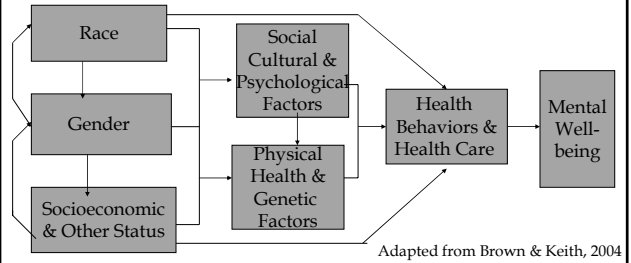 Race
Gender
Socioeconomic
& Other Status
Social
Cultural &
Psychological
Factors
Physical
Health &
Genetic
Factors
Health
Behaviors &
Health Care
Mental
Well-
being
Adapted from Brown & Keith, 2004